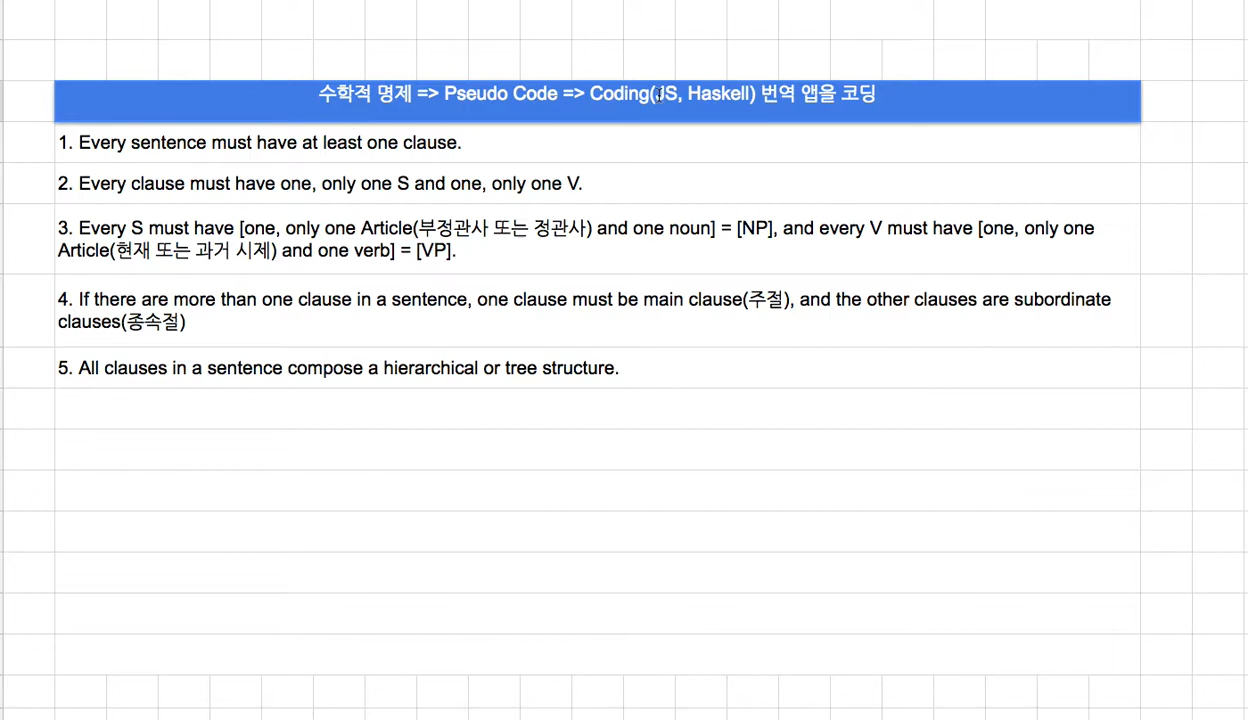 수학적 명제 => Pseudo Code => Coding(JS, Haskell) 번역 앱을 코딩
1. Every sentence must have at least one clause.
2. Every clause must have one, only one S and one, only one V.
3. Every S must have [one, only one Article(부정관사 또는 정관사) and one noun] = [NP], and every V must have [one, only one
Article(현재 또는 과거 시제) and one verb] = [VP].
4. If there are more than one clause in a sentence, one clause must be main clause(주절), and the other clauses are subordinate
clauses(종속절)
5. All clauses in a sentence compose a hierarchical or tree structure.